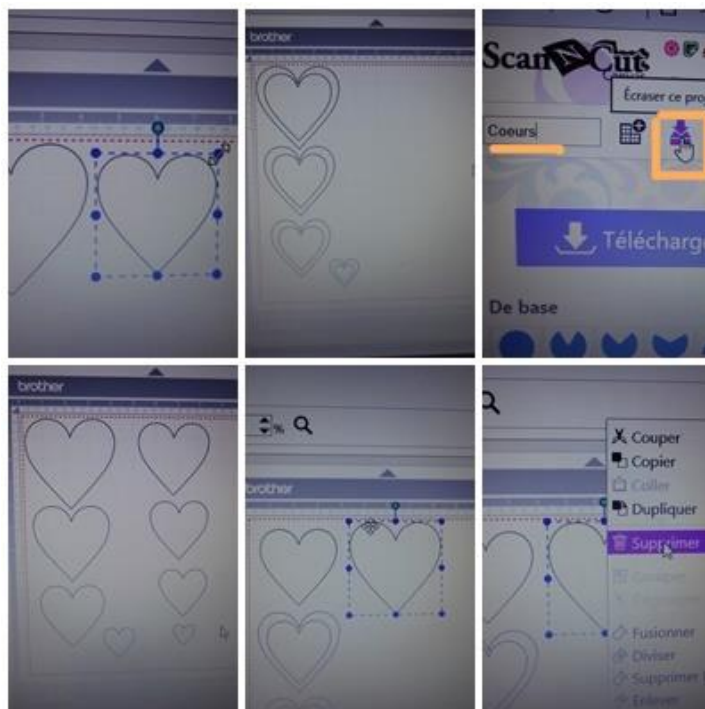 brother
ScanNCut
Écraser ce proj
Coeurs
Télécharge
De base
brother
%
brother
Couper
Copier
Coller
Dupliquer
Supprimer
Fusionner
Diviser
Supprimer
Enlever